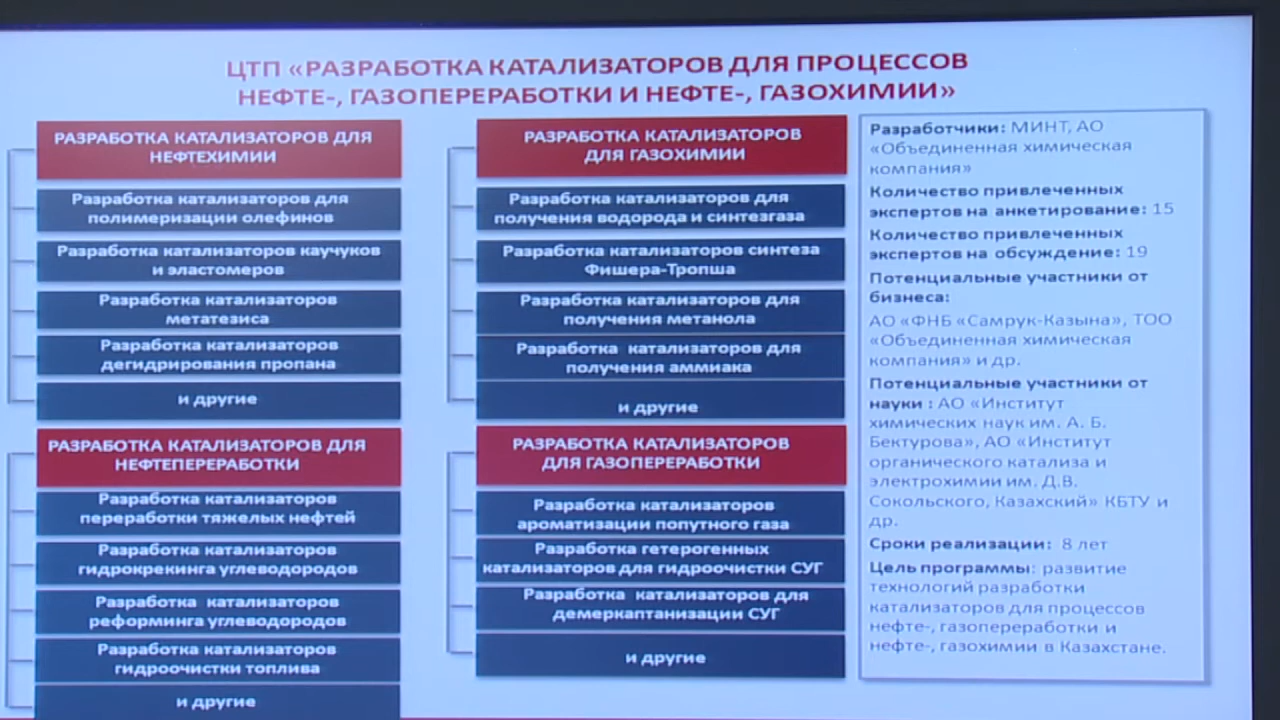 ЦТП «РАЗРАБОТКА КАТАЛИЗАТОРОВ ДЛЯ ПРОЦЕССОВ
НЕФТЕ-, ГАЗОПЕРЕРАБОТКИ И НЕФТЕ-, ГАЗОХИМИИ»
РАЗРАБОТКА КАТАЛИЗАТОРОВ ДЛЯ
НЕФТЕХИМИИ
Разработка катализаторов для
полимеризации олефинов
Разработка катализаторов каучуков
и эластомеров
Разработка катализаторов
метатезиса
Разработка катализаторов
дегидрирования пропана
и другие
РАЗРАБОТКА КАТАЛИЗАТОРОВ ДЛЯ
НЕФТЕПЕРЕРАБОТКИ
Разработка катализаторов
переработки тяжелых нефтей
Разработка катализаторов
гидрокрекинга углеводородов
Разработка катализаторов
реформинга углеводородов
Разработка катализаторов
гидроочистки топлива
и другие
РАЗРАБОТКА КАТАЛИЗАТОРОВ
ДЛЯ ГАЗОХИМИИ
Разработка катализаторов для
получения водорода и синтезгаза
Разработка катализаторов синтеза
Фишера-Тропша
Разработка катализаторов для
получения метанола
Разработка катализаторов для
получения аммиака
и другие
РАЗРАБОТКА КАТАЛИЗАТОРОВ
ДЛЯ ГАЗОПЕРЕРАБОТКИ
Разработка катализаторов
ароматизации попутного газа
Разработка гетерогенных
катализаторов для гидроочистки СУГ
Разработка катализаторов для
демеркаптанизации СУГ
и другие
Разработчики: МИНТ, АО
«Объединенная химическая
компания»
Количество привлеченных
экспертов на анкетирование: 15
Количество привлеченных
экспертов на обсуждение: 19
Потенциальные участники от
бизнеса:
АО «ФНБ «Самрук-Казына», ТОО
«Объединенная химическая
компания» и др.
Потенциальные участники от
науки : АО «Институт
химических наук им. А. Б.
Бектурова», АО «Институт
органического катализа и
электрохимии им. Д.В.
Сокольского, Казахский» КБТУ и
др.
Сроки реализации: 8 лет
Цель программы: развитие
технологий разработки
катализаторов для процессов
нефте-, газопереработки и
нефте-, газохимии в Казахстане.